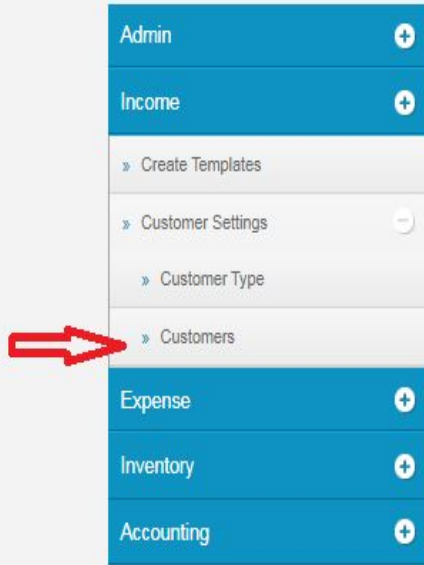 Admin
Income
» Create Templates
» Customer Settings
» Customer Type
» Customers
Expense
Inventory
Accounting